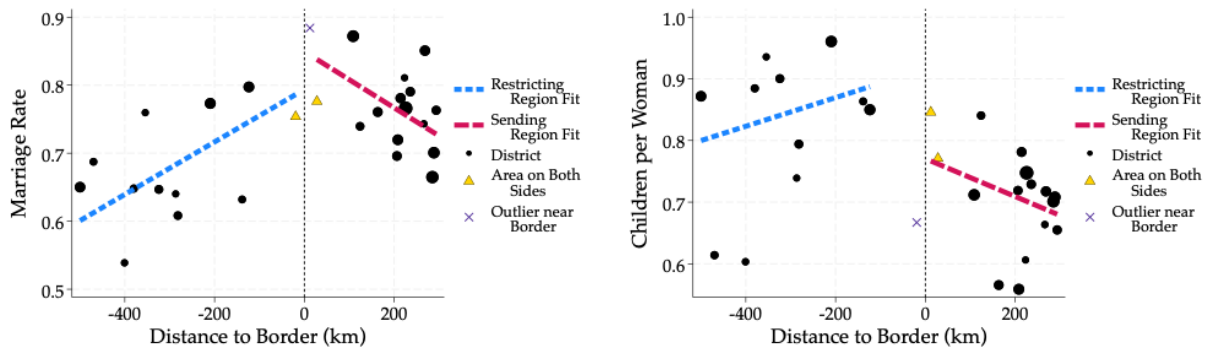 Marriage Rate
0.9
0.8
0.7
0.6
0.5
-400
-200
0
200
Distance to Border (km)
Restricting
Region Fit
Sending
Region Fit
District
Area on Both
Sides
Outlier near
Border
Children per Woman
1.0
0.9
0.8
0.7
0.6
-400
-200
0
200
Distance to Border (km)
Restricting
Region Fit
Sending
Region Fit
District
Area on Both
Sides
Outlier near
Border